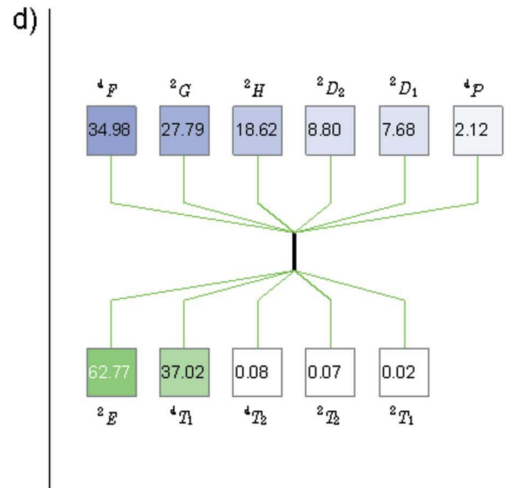 d)
⁴F ²G ²H ²D₂ ²D₁ ⁴P
34.98 27.79 18.62 8.80 7.68 2.12
62.77 37.02 0.08 0.07 0.02
²E ⁴T₁ ⁴T₂ ²T₂ ²T₁